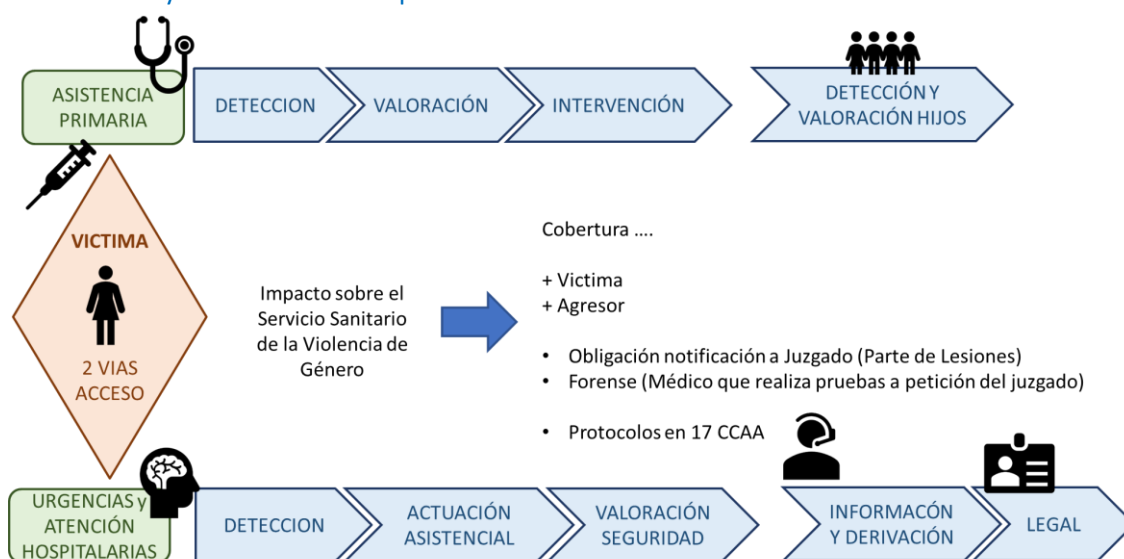 ASISTENCIA
PRIMARIA
DETECCION
VALORACIÓN
INTERVENCIÓN
DETECCIÓN Y
VALORACIÓN HIJOS
VICTIMA
2 VIAS
ACCESO
Impacto sobre el
Servicio Sanitario
de la Violencia de
Género
Cobertura ....
+ Victima
+ Agresor
• Obligación notificación a Juzgado (Parte de Lesiones)
• Forense (Médico que realiza pruebas a petición del juzgado)
• Protocolos en 17 CCAA
URGENCIAS y
ATENCIÓN
HOSPITALARIAS
DETECCION
ACTUACIÓN
ASISTENCIAL
VALORACIÓN
SEGURIDAD
INFORMACÓN
Y DERIVACIÓN
LEGAL